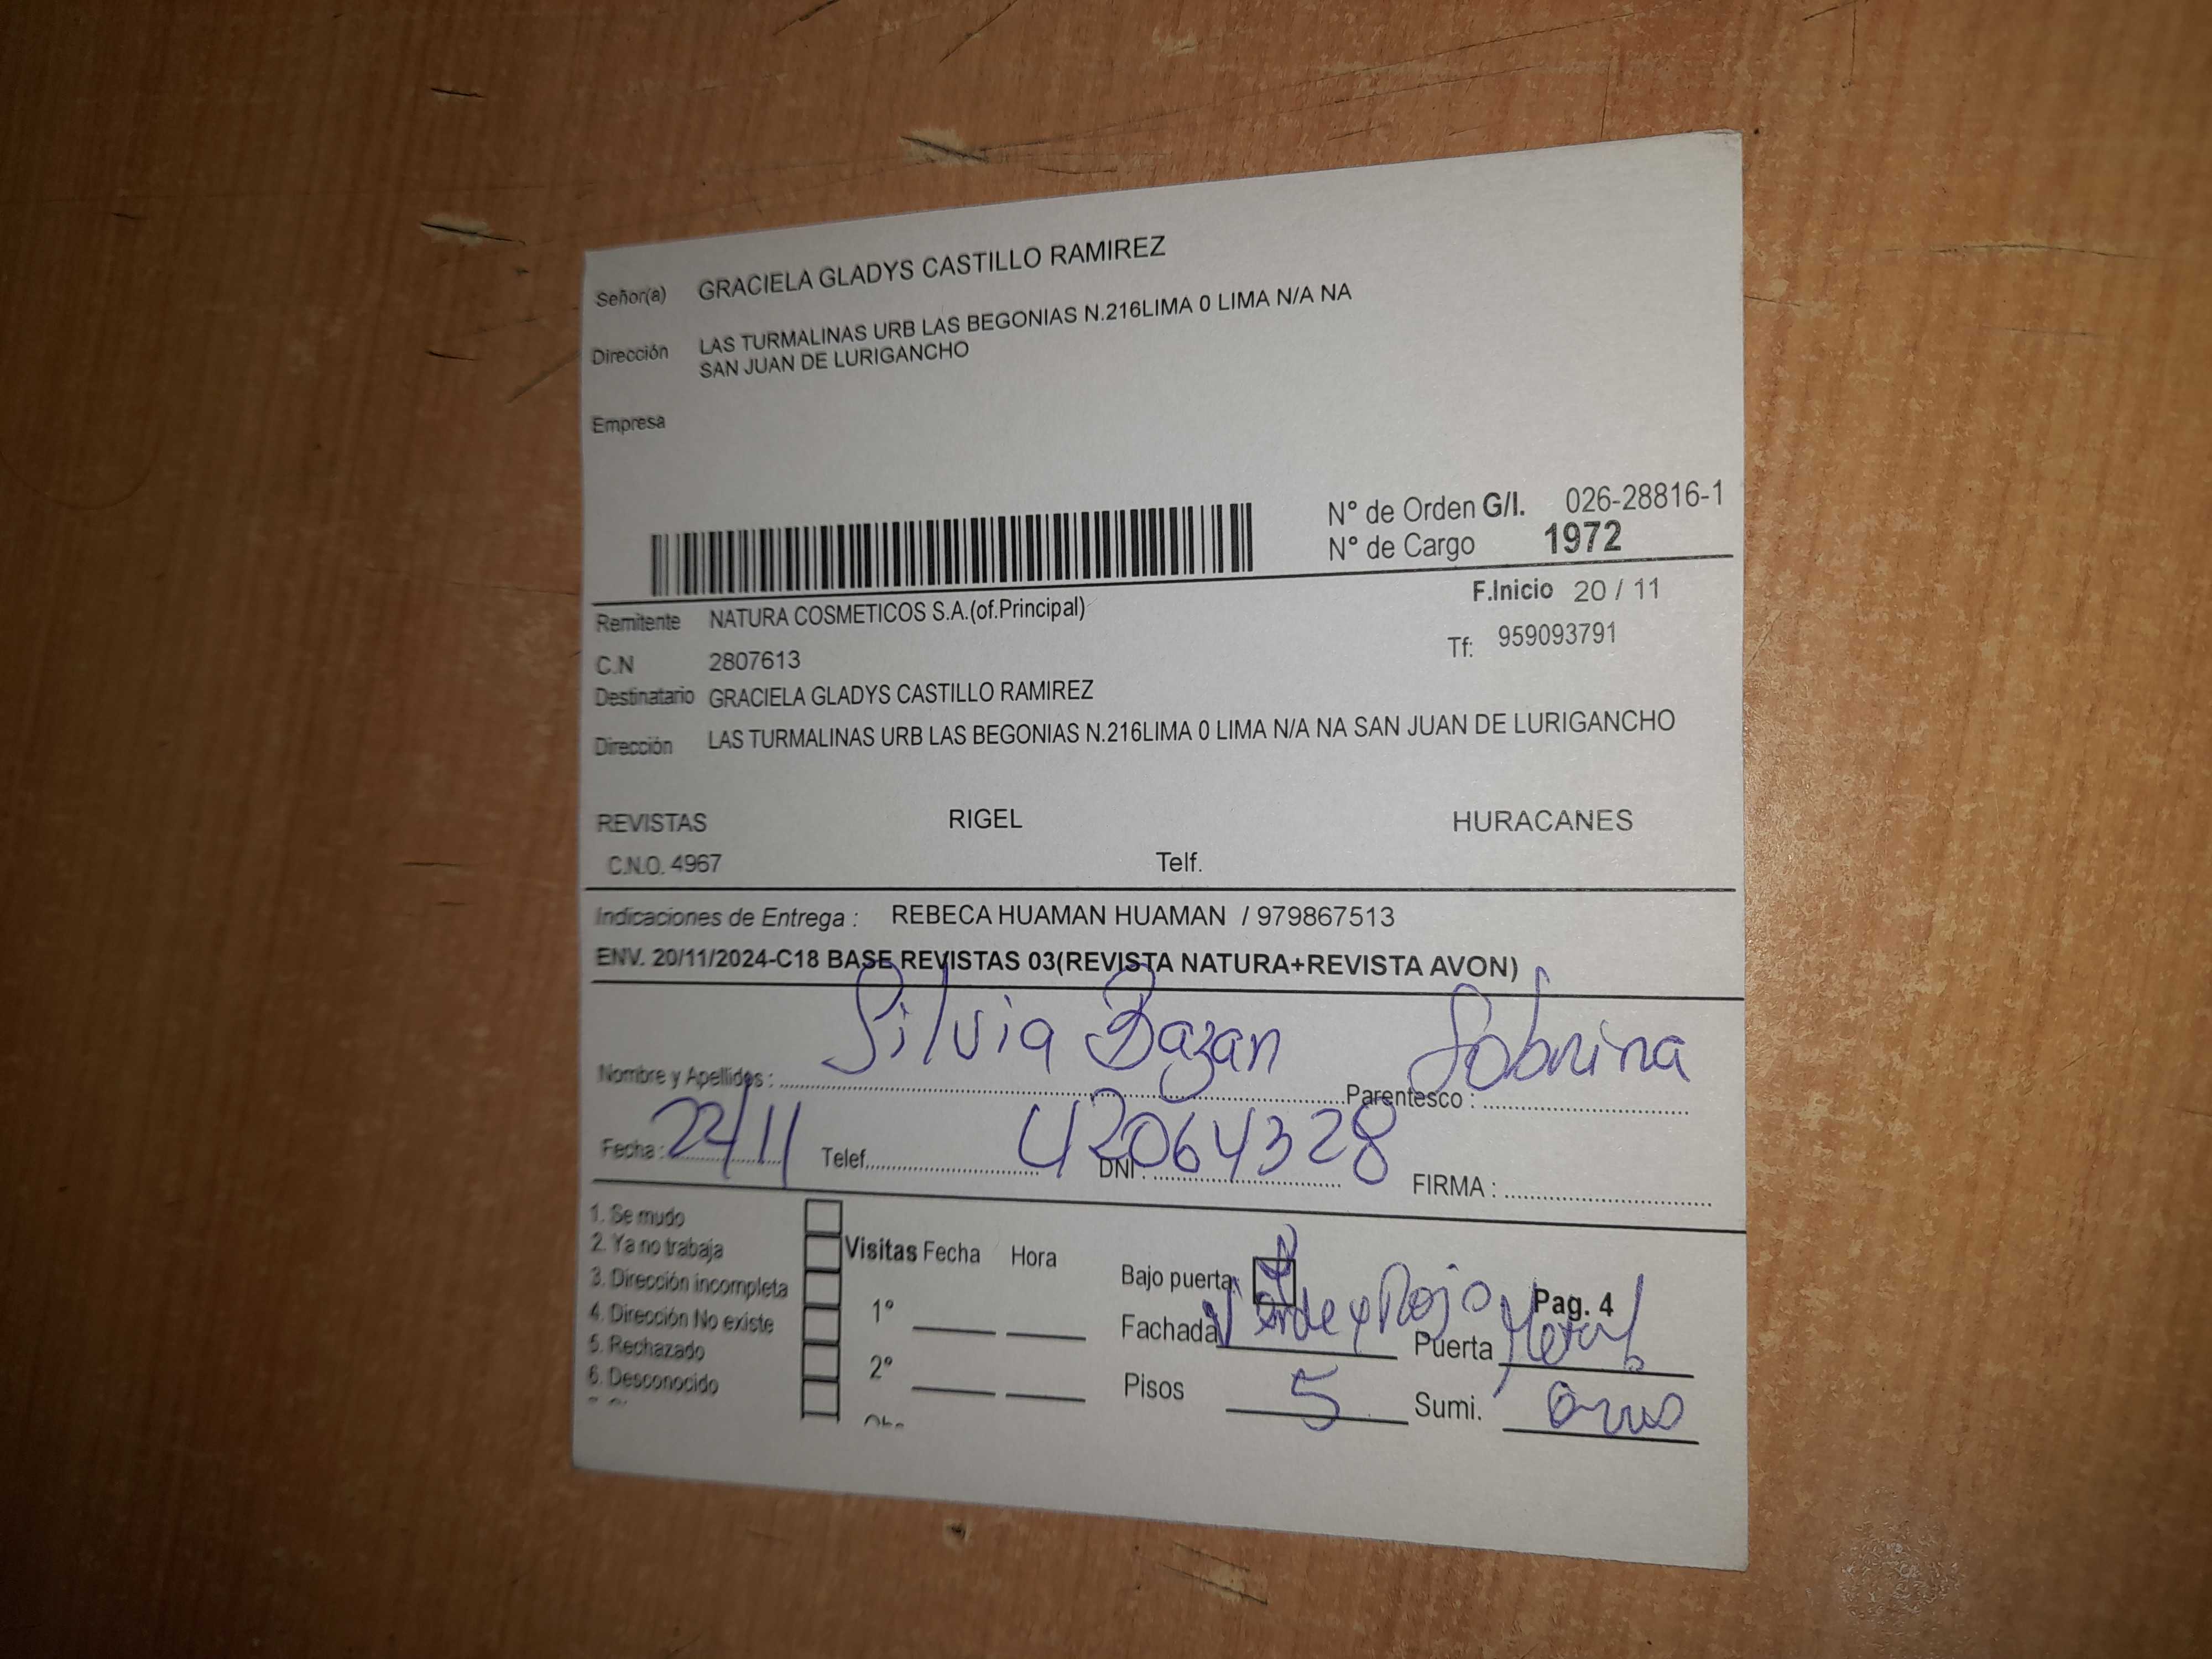 Señor(a) GRACIELA GLADYS CASTILLO RAMIREZ
Dirección LAS TURMALINAS URB LAS BEGONIAS N.216LIMA 0 LIMA N/A NA
SAN JUAN DE LURIGANCHO
Empresa
N° de Orden G/I. 026-28816-1
N° de Cargo 1972
F.Inicio 20 / 11
Remitente NATURA COSMETICOS S.A.(of.Principal)
Tf: 959093791
C.N 2807613
Destinatario GRACIELA GLADYS CASTILLO RAMIREZ
Dirección LAS TURMALINAS URB LAS BEGONIAS N.216LIMA 0 LIMA N/A NA SAN JUAN DE LURIGANCHO
REVISTAS RIGEL HURACANES
C.N.O. 4967 Telf.
Indicaciones de Entrega : REBECA HUAMAN HUAMAN / 979867513
ENV. 20/11/2024-C18 BASE REVISTAS 03(REVISTA NATURA+REVISTA AVON)
Nombre y Apellidos : Silvia Bazan Parentesco : Sobrina
Fecha : 22/11 Telef. DNI : 42064328 FIRMA :
1. Se mudo
2. Ya no trabaja Visitas Fecha Hora
3. Dirección incompleta Bajo puerta:
4. Dirección No existe 1° Fachada Verde y Rojo Pag. 4
5. Rechazado Puerta Metal
6. Desconocido 2° Pisos 5 Sumi.